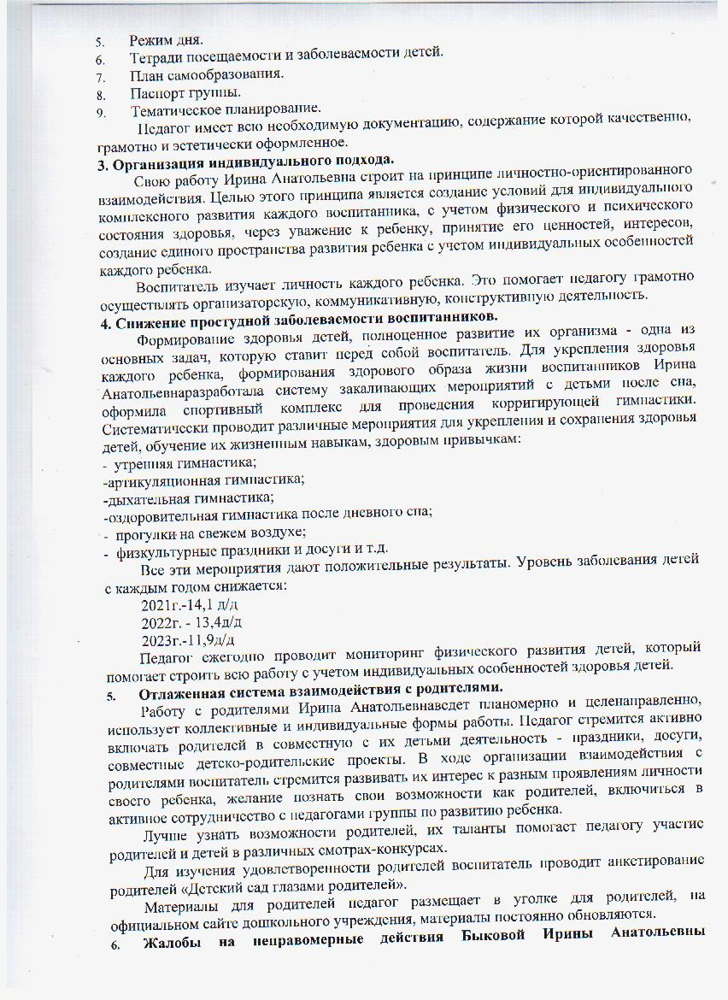 5. Режим дня.
6. Тетради посещаемости и заболеваемости детей.
7. План самообразования.
8. Паспорт группы.
9. Тематическое планирование.
Педагог имеет всю необходимую документацию, содержание которой качественно,
грамотно и эстетически оформленное.
3. Организация индивидуального подхода.
Свою работу Ирина Анатольевна строит на принципе личностно-ориентированного
взаимодействия. Целью этого принципа является создание условий для индивидуального
комплексного развития каждого воспитанника, с учетом физического и психического
состояния здоровья, через уважение к ребенку, принятие его ценностей, интересов,
создание единого пространства развития ребенка с учетом индивидуальных особенностей
каждого ребенка.
Воспитатель изучает личность каждого ребенка. Это помогает педагогу грамотно
осуществлять организаторскую, коммуникативную, конструктивную деятельность.
4. Снижение простудной заболеваемости воспитанников.
Формирование здоровья детей, полноценное развитие их организма - одна из
основных задач, которую ставит перед собой воспитатель. Для укрепления здоровья
каждого ребенка, формирования здорового образа жизни воспитанников Ирина
Анатольевнаразработала систему закаливающих мероприятий с детьми после сна,
оформила спортивный комплекс для проведения корригирующей гимнастики.
Систематически проводит различные мероприятия для укрепления и сохранения здоровья
детей, обучение их жизненным навыкам, здоровым привычкам:
- утренняя гимнастика;
-артикуляционная гимнастика;
-дыхательная гимнастика;
-оздоровительная гимнастика после дневного сна;
- прогулки на свежем воздухе;
- физкультурные праздники и досуги и т.д.
Все эти мероприятия дают положительные результаты. Уровень заболевания детей
с каждым годом снижается:
2021г.-14,1 д/д
2022г. - 13,4д/д
2023г.-11,9д/д
Педагог ежегодно проводит мониторинг физического развития детей, который
помогает строить всю работу с учетом индивидуальных особенностей здоровья детей.
5. Отлаженная система взаимодействия с родителями.
Работу с родителями Ирина Анатольевнаведет планомерно и целенаправленно,
использует коллективные и индивидуальные формы работы. Педагог стремится активно
включать родителей в совместную с их детьми деятельность - праздники, досуги,
совместные детско-родительские проекты. В ходе организации взаимодействия с
родителями воспитатель стремится развивать их интерес к разным проявлениям личности
своего ребенка, желание познать свои возможности как родителей, включиться в
активное сотрудничество с педагогами группы по развитию ребенка.
Лучше узнать возможности родителей, их таланты помогает педагогу участие
родителей и детей в различных смотрах-конкурсах.
Для изучения удовлетворенности родителей воспитатель проводит анкетирование
родителей «Детский сад глазами родителей».
Материалы для родителей педагог размещает в уголке для родителей, на
официальном сайте дошкольного учреждения, материалы постоянно обновляются.
6. Жалобы на неправомерные действия Быковой Ирины Анатольевны